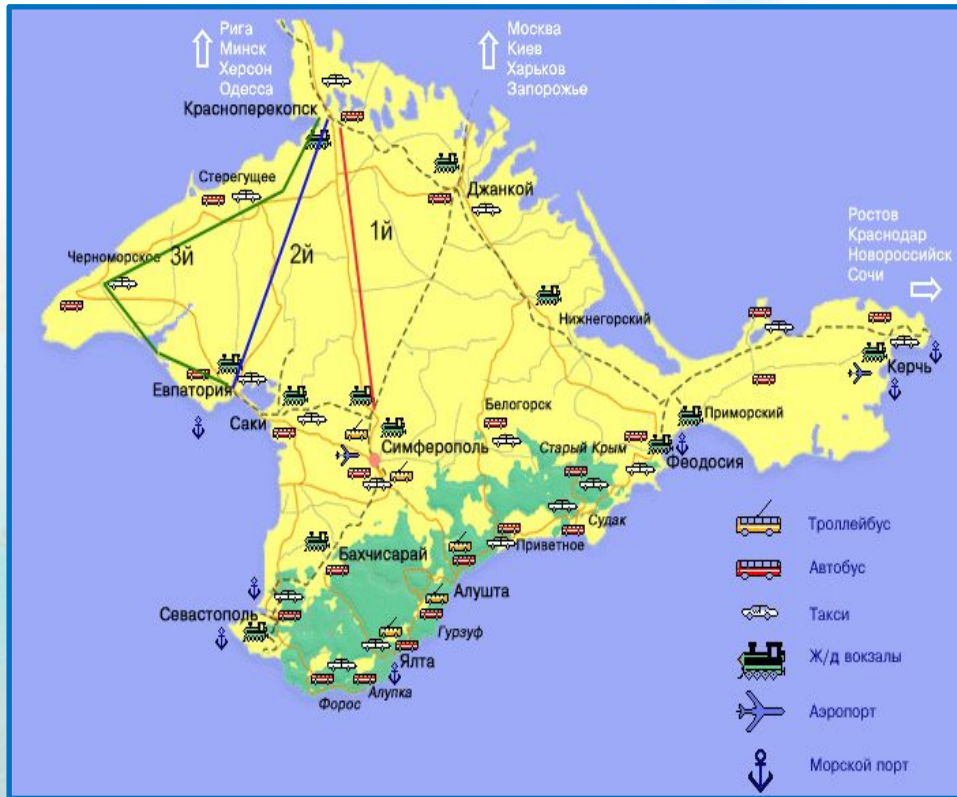 Рига
Минск
Херсон
Одесса
Москва
Киев
Харьков
Запорожье
Красноперекопск
Стерегущее
Джанкой
Ростов
Краснодар
Новороссийск
Сочи
Черноморское
3й
2й
1й
Нижнегорский
Керчь
Евпатория
Саки
Белогорск
Приморский
Симферополь
Старый Крым
Феодосия
Судак
Приветное
Бахчисарай
Алушта
Севастополь
Гурзуф
Ялта
Алупка
Форос
Троллейбус
Автобус
Такси
Ж/д вокзалы
Аэропорт
Морской порт